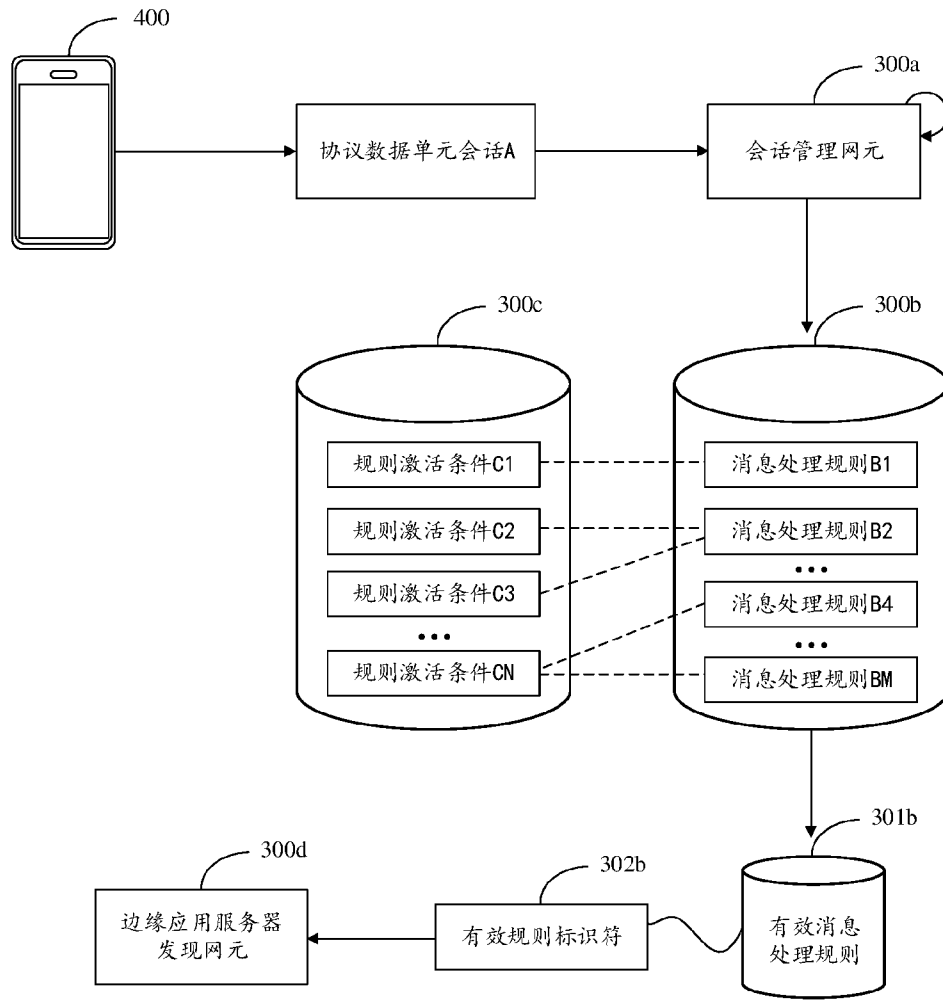 400
300a
协议数据单元会话A
会话管理网元
300c
300b
规则激活条件C1
消息处理规则B1
规则激活条件C2
消息处理规则B2
•••
规则激活条件C3
消息处理规则B4
•••
•••
规则激活条件CN
消息处理规则BM
301b
300d
302b
边缘应用服务器
发现网元
有效规则标识符
有效消息
处理规则